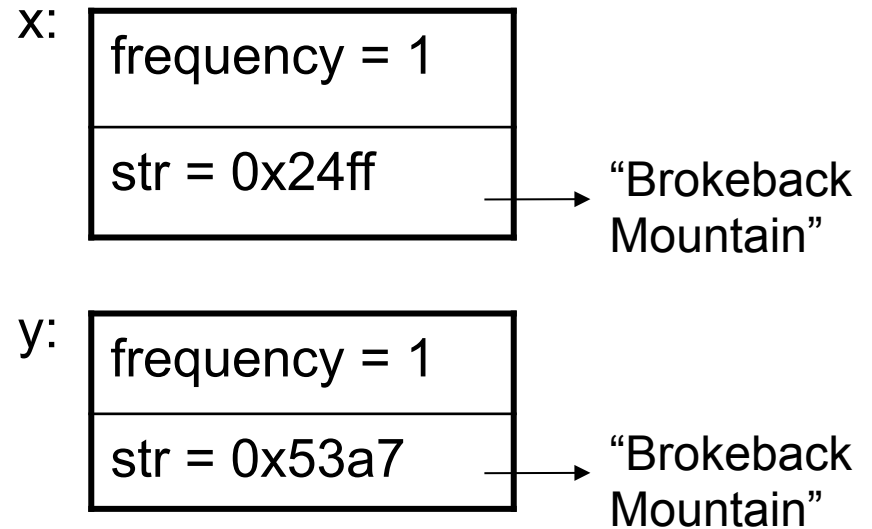 x:
frequency = 1
str = 0x24ff
“Brokeback
Mountain”
y:
frequency = 1
str = 0x53a7
“Brokeback
Mountain”